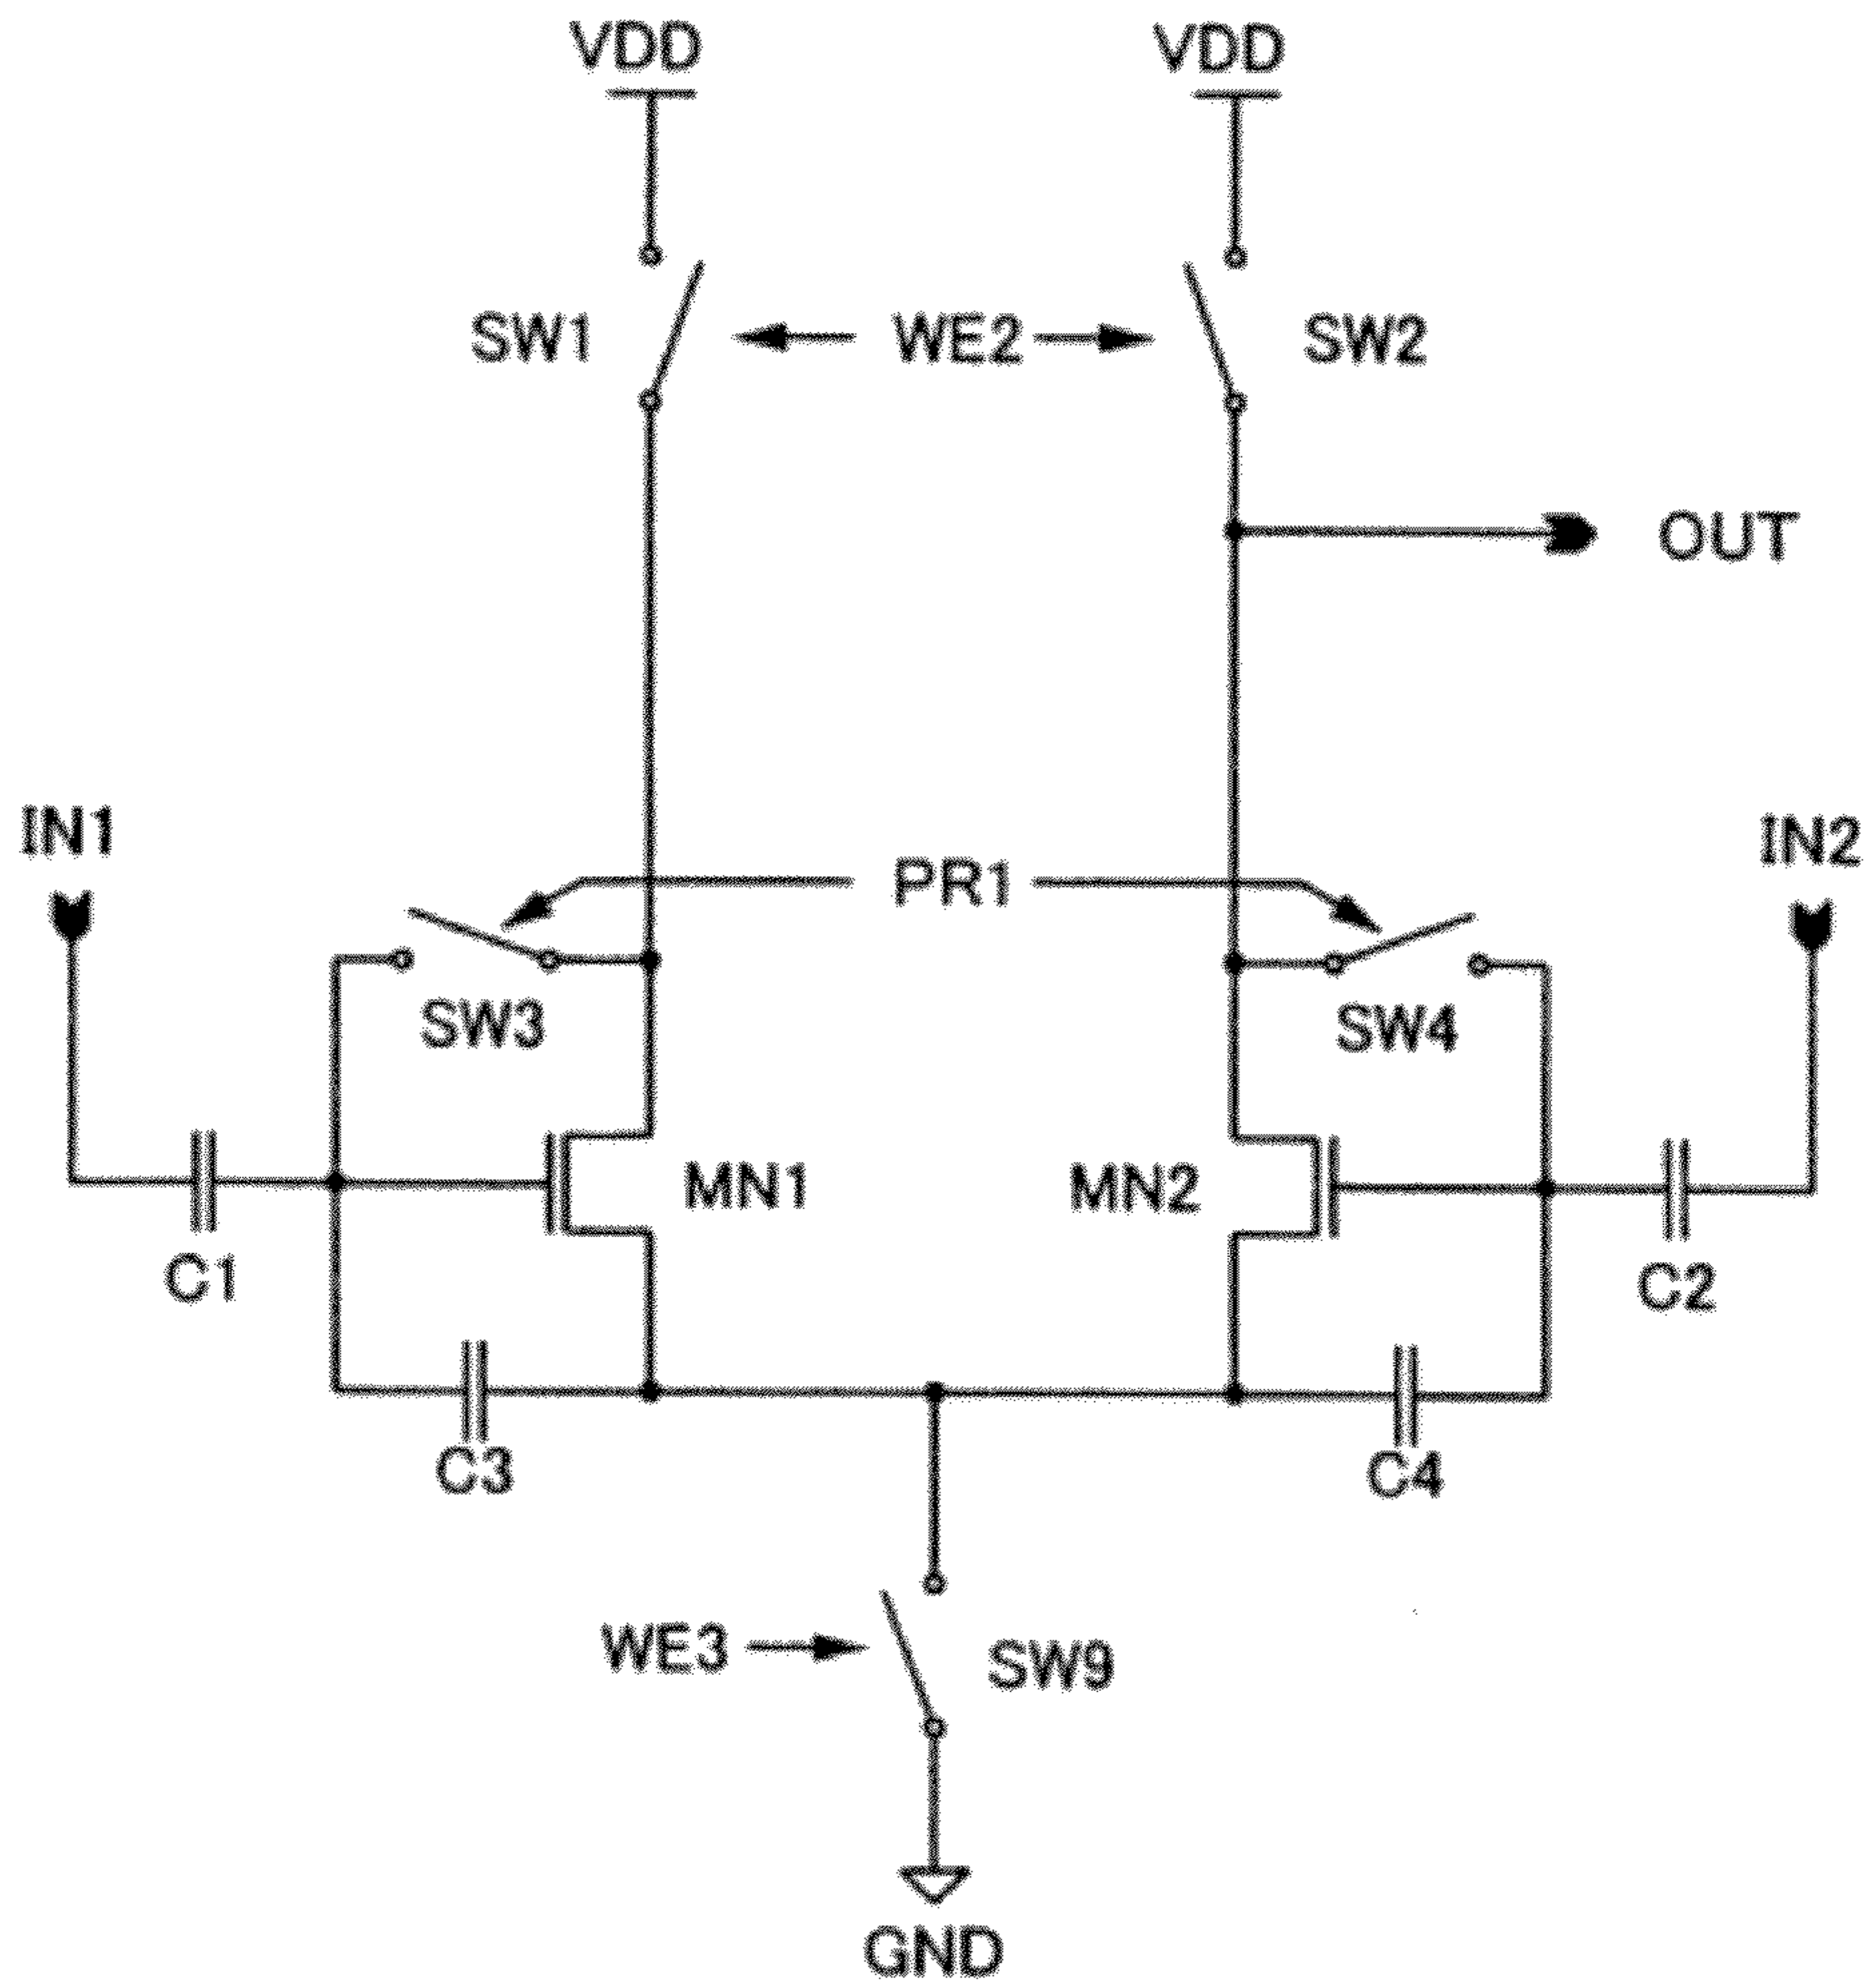 VDD
VDD
SW1
WE2
SW2
OUT
IN1
PR1
IN2
SW3
SW4
MN1
MN2
C1
C2
C3
C4
WE3
SW9
GND